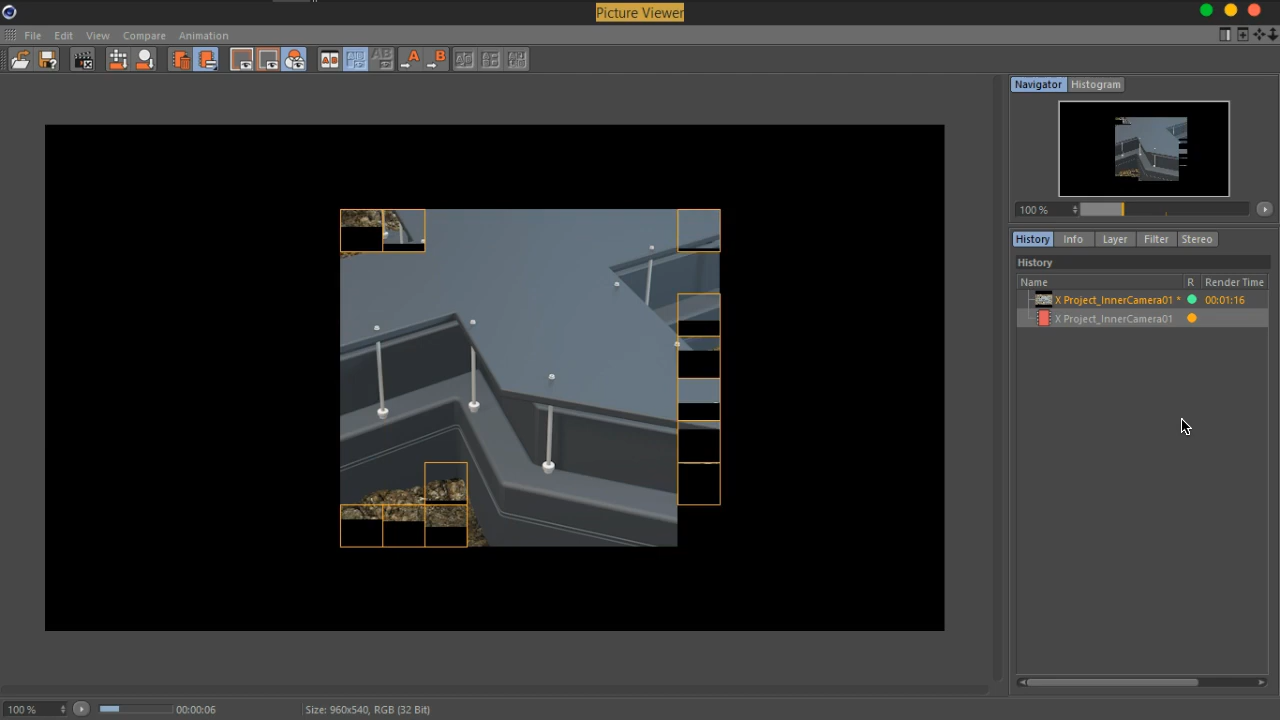 Picture Viewer
File Edit View Compare Animation
AB A B
Navigator Histogram
100 %
History Info Layer Filter Stereo
History
Name R Render Time
X Project_InnerCamera01 * 00:01:16
X Project_InnerCamera01
100 % 00:00:06 Size: 960x540, RGB (32 Bit)